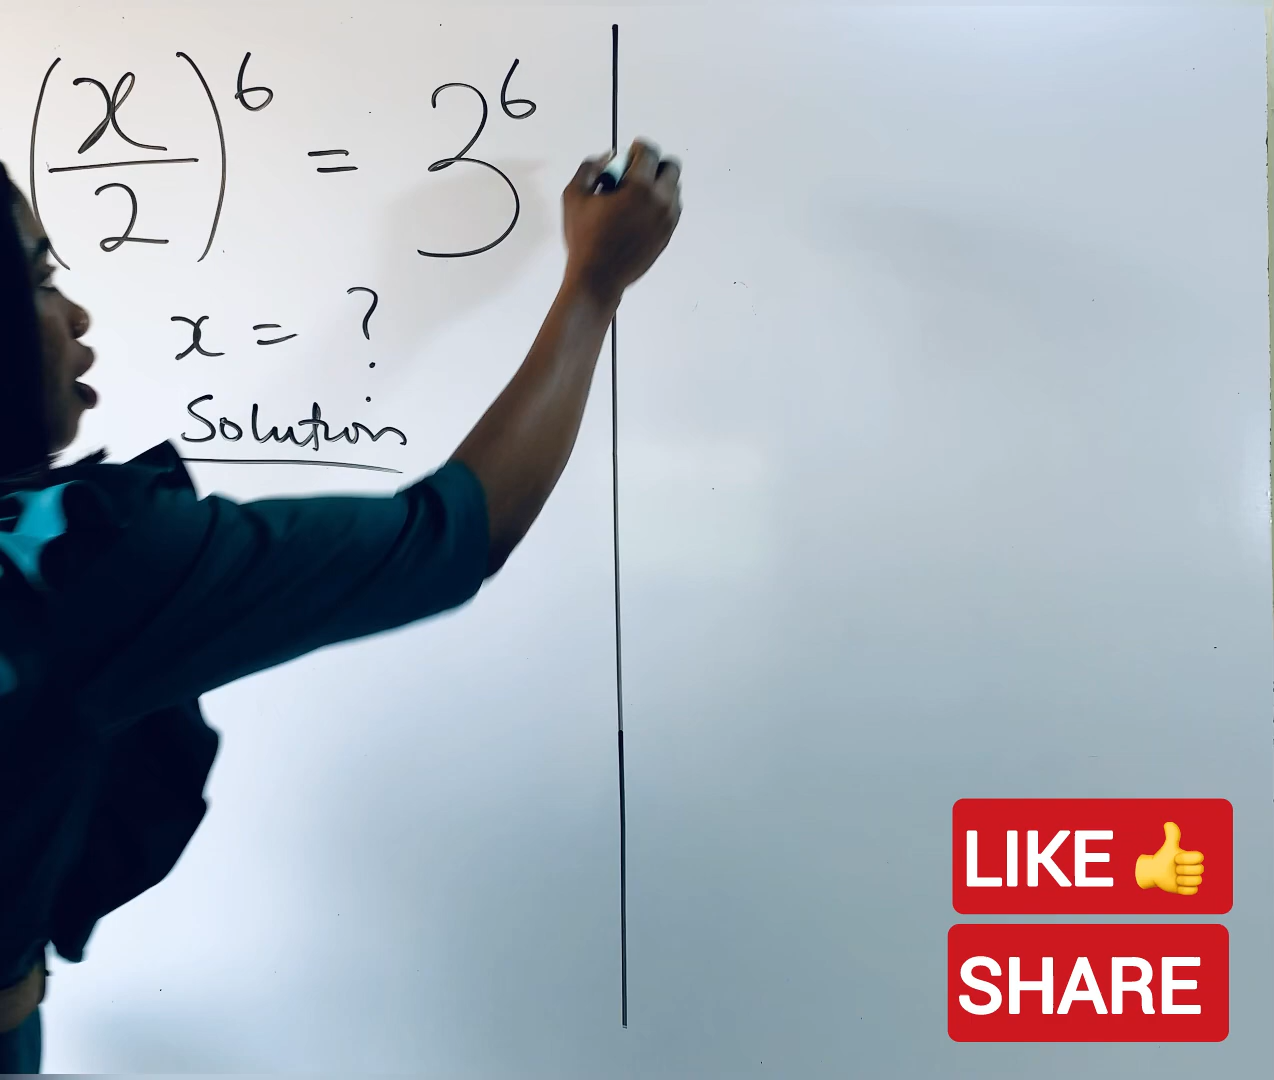 (x/2)^6 = 3^6
x = ?
Solution
LIKE 👍
SHARE